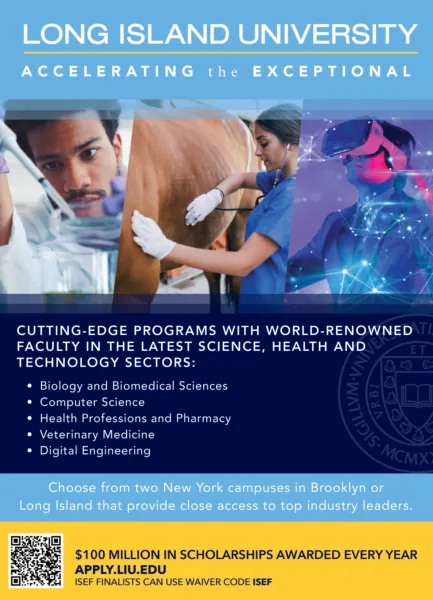 LONG ISLAND UNIVERSITY
ACCELERATING the EXCEPTIONAL
CUTTING-EDGE PROGRAMS WITH WORLD-RENOWNED
FACULTY IN THE LATEST SCIENCE, HEALTH AND
TECHNOLOGY SECTORS:
• Biology and Biomedical Sciences
• Computer Science
• Health Professions and Pharmacy
• Veterinary Medicine
• Digital Engineering
Choose from two New York campuses in Brooklyn or
Long Island that provide close access to top industry leaders.
$100 MILLION IN SCHOLARSHIPS AWARDED EVERY YEAR
APPLY.LIU.EDU
ISEF FINALISTS CAN USE WAIVER CODE ISEF